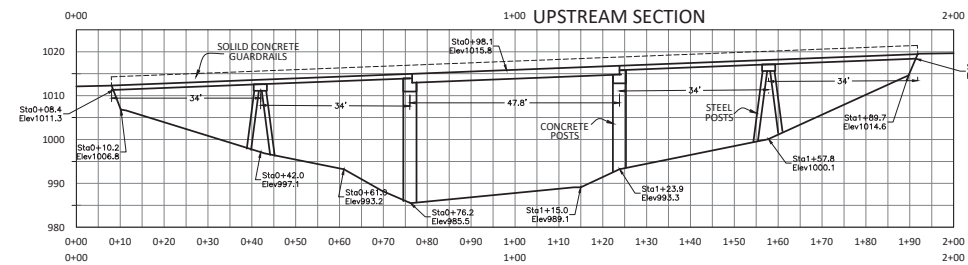 UPSTREAM SECTION
0+00
1+00
2+00
1020
1010
1000
990
980
SOLILD CONCRETE
GUARDRAILS
Sta0+98.1
Elev1015.8
34'
34'
47.8'
34'
34'
Sta0+08.4
Elev1011.3
Sta0+10.2
Elev1006.8
Sta0+42.0
Elev997.1
Elev993.2
Sta0+76.2
Elev985.5
CONCRETE
POSTS
STEEL
POSTS
Sta1+15.0
Elev989.1
Sta1+23.9
Elev993.3
Sta1+57.8
Elev1000.1
Sta1+89.7
Elev1014.6
0+00
0+10
0+20
0+30
0+40
0+50
0+60
0+70
0+80
0+90
1+00
1+10
1+20
1+30
1+40
1+50
1+60
1+70
1+80
1+90
2+00
0+00
1+00
2+00